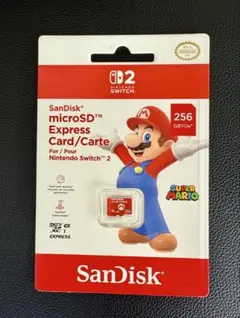 2
NINTENDO
SWITCH
SanDisk®
microSD™
Express
Card/Carte
For / Pour
Nintendo Switch™ 2
256
GB*/Go*
SUPER MARIO
EXPRESS
SanDisk®